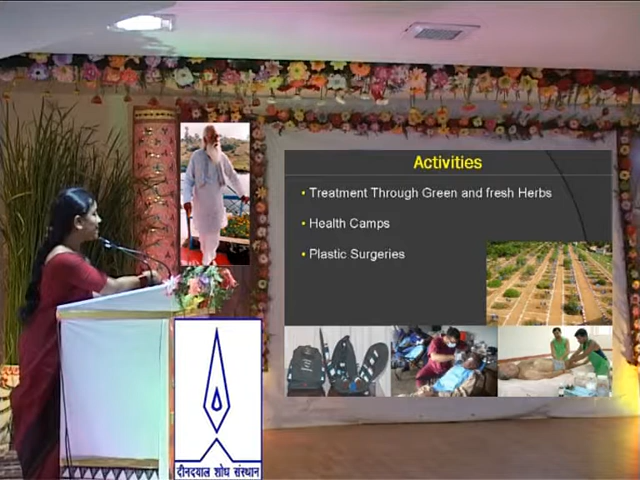 Activities
• Treatment Through Green and fresh Herbs
• Health Camps
• Plastic Surgeries
दीनदयाल शोध संस्थान